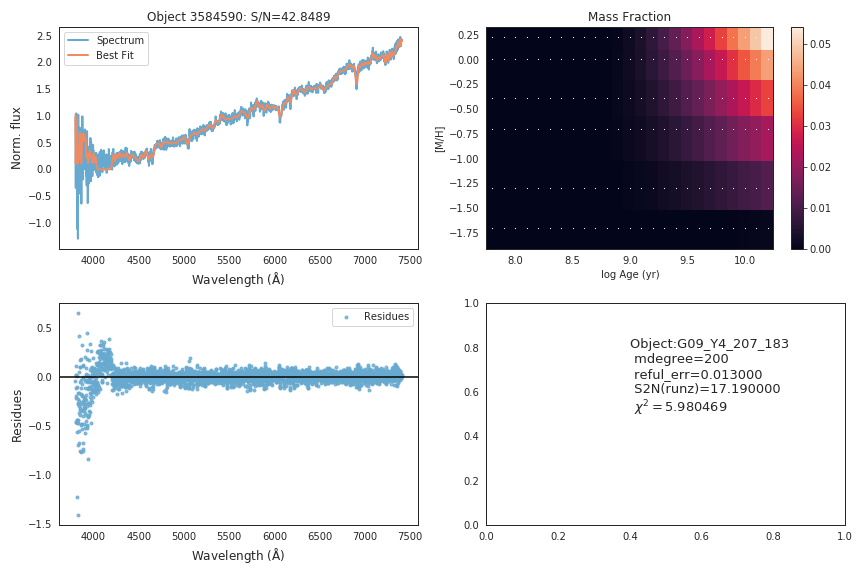 Object 3584590: S/N=42.8489
Norm. flux
2.5
2.0
1.5
1.0
0.5
0.0
−0.5
−1.0
Spectrum
Best Fit
4000 4500 5000 5500 6000 6500 7000 7500
Wavelength (Å)
Mass Fraction
[M/H]
0.25
0.00
−0.25
−0.50
−0.75
−1.00
−1.25
−1.50
−1.75
8.0 8.5 9.0 9.5 10.0
log Age (yr)
0.05
0.04
0.03
0.02
0.01
0.00
Residues
0.5
0.0
−0.5
−1.0
−1.5
Residues
4000 4500 5000 5500 6000 6500 7000 7500
Wavelength (Å)
1.0
0.8
0.6
0.4
0.2
0.0
Object:G09_Y4_207_183
mdegree=200
reful_err=0.013000
S2N(runz)=17.190000
χ² = 5.980469
0.0 0.2 0.4 0.6 0.8 1.0